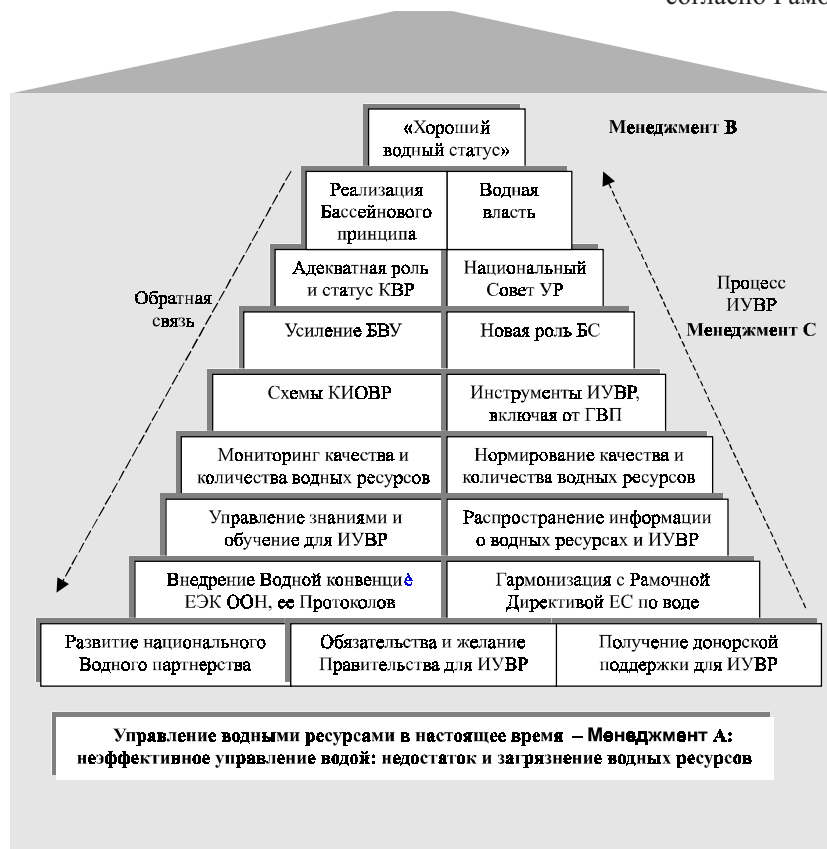 согласно Рамо
«Хороший
водный статус»
Менеджмент В
Реализация
Бассейнового
принципа
Водная
власть
Адекватная роль
и статус КВР
Национальный
Совет УР
Обратная
связь
Процесс
ИУВР
Менеджмент С
Усиление БВУ
Новая роль БС
Схемы КИОВР
Инструменты ИУВР,
включая от ГВП
Мониторинг качества и
количества водных ресурсов
Нормирование качества и
количества водных ресурсов
Управление знаниями и
обучение для ИУВР
Распространение информации
о водных ресурсах и ИУВР
Внедрение Водной конвенциè
ЕЭК ООН, ее Протоколов
Гармонизация с Рамочной
Директивой ЕС по воде
Развитие национального
Водного партнерства
Обязательства и желание
Правительства для ИУВР
Получение донорской
поддержки для ИУВР
Управление водными ресурсами в настоящее время – Менеджмент А:
неэффективное управление водой: недостаток и загрязнение водных ресурсов